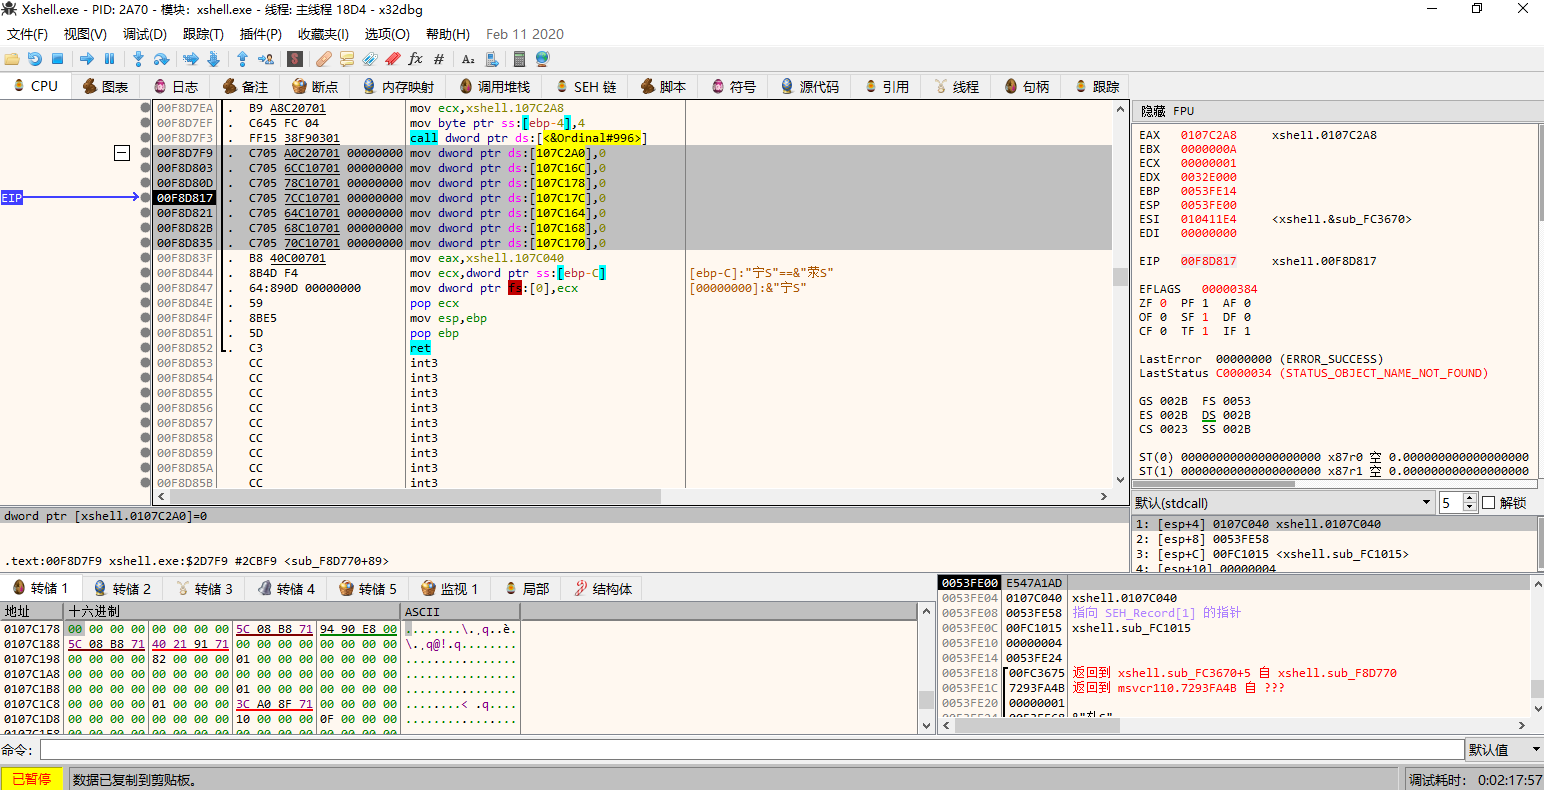 Xshell.exe - PID: 2A70 - 模块: xshell.exe - 线程: 主线程 18D4 - x32dbg
文件(F) 视图(V) 调试(D) 跟踪(T) 插件(P) 收藏夹(I) 选项(O) 帮助(H) Feb 11 2020
CPU 图表 日志 备注 断点 内存映射 调用堆栈 SEH 链 脚本 符号 源代码 引用 线程 句柄 跟踪
00F8D7EA . B9 A8C20701 mov ecx,xshell.107C2A8
00F8D7EF . C645 FC 04 mov byte ptr ss:[ebp-4],4
00F8D7F3 . FF15 38F90301 call dword ptr ds:[<&Ordinal#996>]
00F8D7F9 . C705 A0C20701 00000000 mov dword ptr ds:[107C2A0],0
00F8D803 . C705 6CC10701 00000000 mov dword ptr ds:[107C16C],0
00F8D80D . C705 78C10701 00000000 mov dword ptr ds:[107C178],0
EIP 00F8D817 . C705 7CC10701 00000000 mov dword ptr ds:[107C17C],0
00F8D821 . C705 64C10701 00000000 mov dword ptr ds:[107C164],0
00F8D82B . C705 68C10701 00000000 mov dword ptr ds:[107C168],0
00F8D835 . C705 70C10701 00000000 mov dword ptr ds:[107C170],0
00F8D83F . B8 40C00701 mov eax,xshell.107C040
00F8D844 . 8B4D F4 mov ecx,dword ptr ss:[ebp-C] [ebp-C]:"宁S"==&"荥S"
00F8D847 . 64:890D 00000000 mov dword ptr fs:[0],ecx [00000000]:&"宁S"
00F8D84E . 59 pop ecx
00F8D84F . 8BE5 mov esp,ebp
00F8D851 . 5D pop ebp
00F8D852 . C3 ret
00F8D853 CC int3
00F8D854 CC int3
00F8D855 CC int3
00F8D856 CC int3
00F8D857 CC int3
00F8D858 CC int3
00F8D859 CC int3
00F8D85A CC int3
00F8D85B CC int3
隐藏 FPU
EAX 0107C2A8 xshell.0107C2A8
EBX 0000000A
ECX 00000001
EDX 0032E000
EBP 0053FE14
ESP 0053FE00
ESI 010411E4 <xshell.&sub_FC3670>
EDI 00000000
EIP 00F8D817 xshell.00F8D817
EFLAGS 00000384
ZF 0 PF 1 AF 0
OF 0 SF 1 DF 0
CF 0 TF 1 IF 1
LastError 00000000 (ERROR_SUCCESS)
LastStatus C0000034 (STATUS_OBJECT_NAME_NOT_FOUND)
GS 002B FS 0053
ES 002B DS 002B
CS 0023 SS 002B
ST(0) 00000000000000000000 x87r0 空 0.000000000000000000
ST(1) 00000000000000000000 x87r1 空 0.000000000000000000
dword ptr [xshell.0107C2A0]=0
.text:00F8D7F9 xshell.exe:$2D7F9 #2CBF9 <sub_F8D770+89>
默认(stdcall) 5 解锁
1: [esp+4] 0107C040 xshell.0107C040
2: [esp+8] 0053FE58
3: [esp+C] 00FC1015 <xshell.sub_FC1015>
4: [esp+10] 00000004
转储 1 转储 2 转储 3 转储 4 转储 5 监视 1 局部 结构体
地址 十六进制 ASCII
0107C178 00 00 00 00 00 00 00 00 5C 08 B8 71 94 90 E8 00 ........\.¸q..è.
0107C188 5C 08 B8 71 40 21 91 71 00 00 00 00 00 00 00 00 \.¸q@!.q........
0107C198 00 00 00 00 82 00 00 00 01 00 00 00 00 00 00 00 ................
0107C1A8 00 00 00 00 00 00 00 00 00 00 00 00 00 00 00 00 ................
0107C1B8 00 00 00 00 00 00 00 00 01 00 00 00 00 00 00 00 ................
0107C1C8 00 00 00 00 01 00 00 00 3C A0 8F 71 00 00 00 00 ........< .q....
0107C1D8 00 00 00 00 00 00 00 00 10 00 00 00 0F 00 00 00 ................
0107C1E8 00 00 00 00 00 00 00 00 00 00 00 00 00 00 00 00
0053FE00 E547A1AD
0053FE04 0107C040 xshell.0107C040
0053FE08 0053FE58 指向 SEH_Record[1] 的指针
0053FE0C 00FC1015 xshell.sub_FC1015
0053FE10 00000004
0053FE14 0053FE24
0053FE18 00FC3675 返回到 xshell.sub_FC3670+5 自 xshell.sub_F8D770
0053FE1C 7293FA4B 返回到 msvcr110.7293FA4B 自 ???
0053FE20 00000001
命令: 默认值
已暂停 数据已复制到剪贴板。 调试耗时: 0:02:17:57